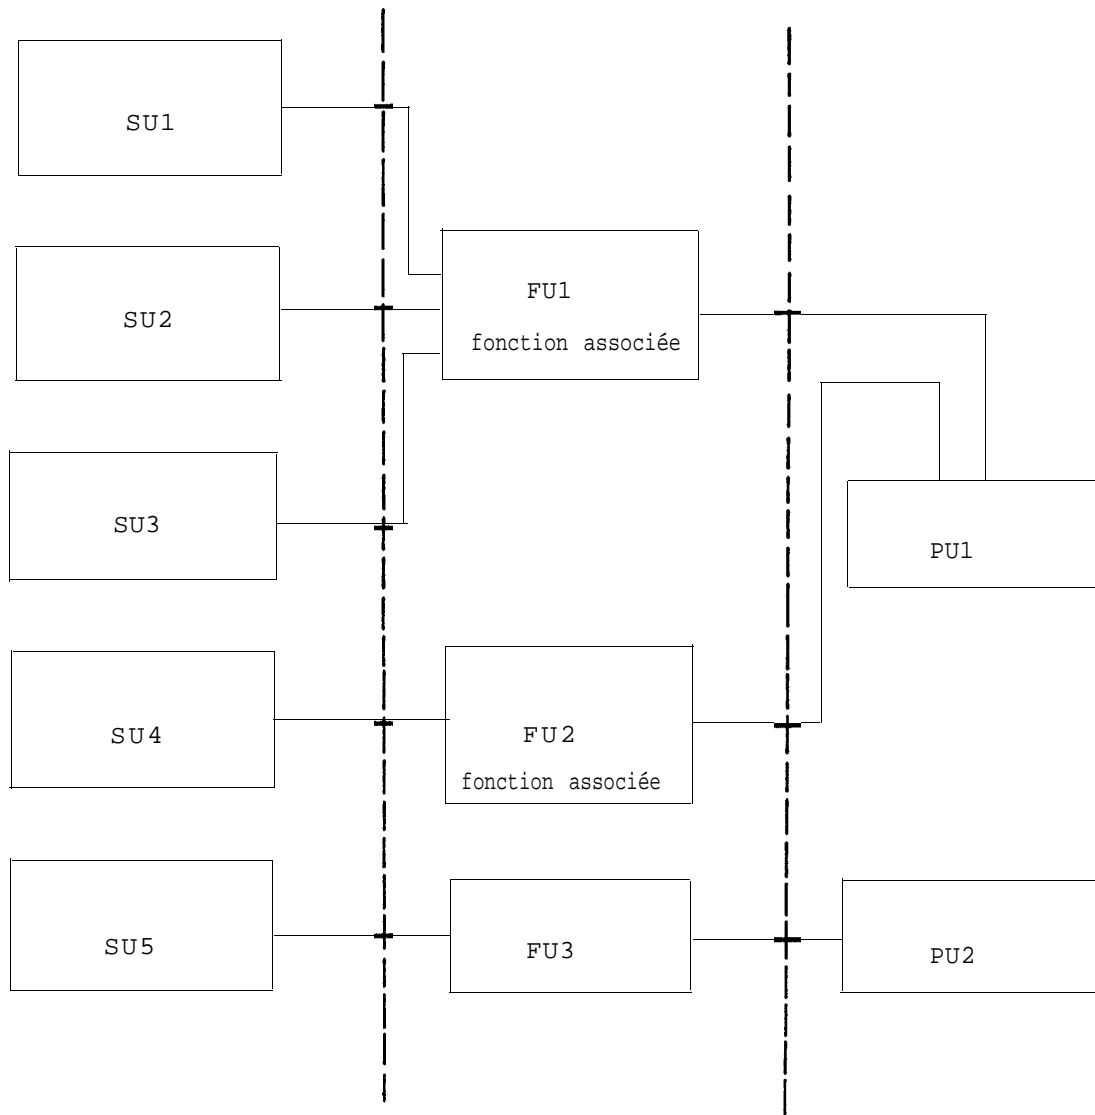 SU1
SU2
SU3
SU4
SU5
FU1
fonction associée
FU2
fonction associée
FU3
PU1
PU2